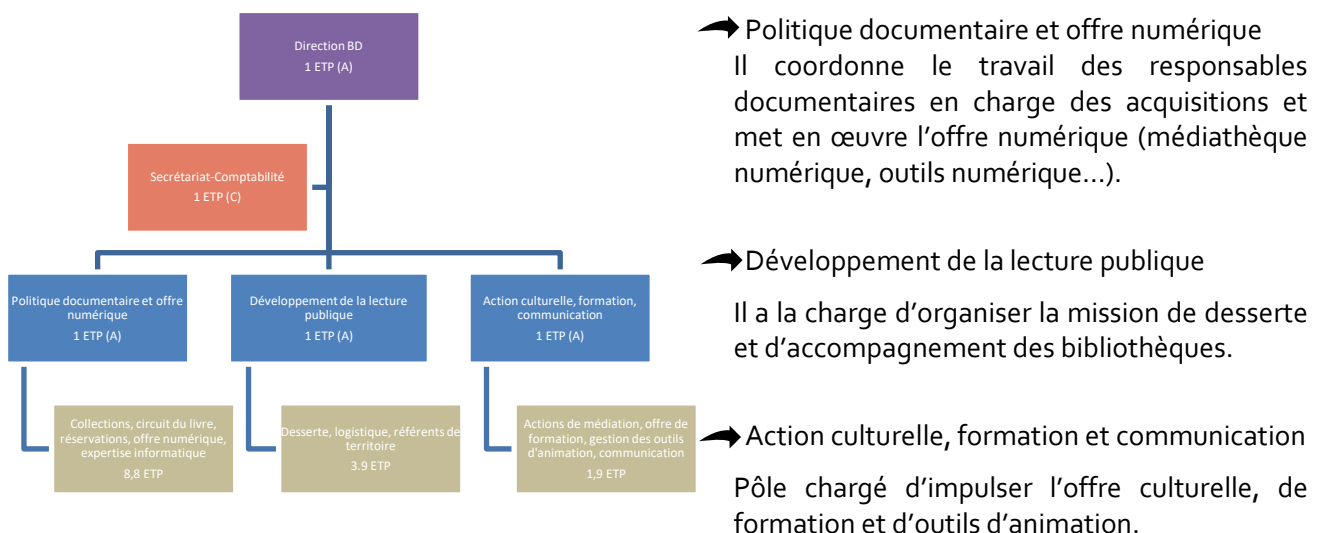 Direction BD
1 ETP (A)
Secrétariat-Comptabilité
1 ETP (C)
Politique documentaire et offre
numérique
1 ETP (A)
Développement de la lecture
publique
1 ETP (A)
Action culturelle, formation,
communication
1 ETP (A)
Collections, circuit du livre,
réservations, offre numérique,
expertise informatique
8,8 ETP
Desserte, logistique, référents de
territoire
3.9 ETP
Actions de médiation, offre de
formation, gestion des outils
d'animation, communication
1,9 ETP
Politique documentaire et offre numérique
Il coordonne le travail des responsables
documentaires en charge des acquisitions et
met en œuvre l’offre numérique (médiathèque
numérique, outils numérique…).
Développement de la lecture publique
Il a la charge d’organiser la mission de desserte
et d’accompagnement des bibliothèques.
Action culturelle, formation et communication
Pôle chargé d’impulser l’offre culturelle, de
formation et d’outils d’animation.